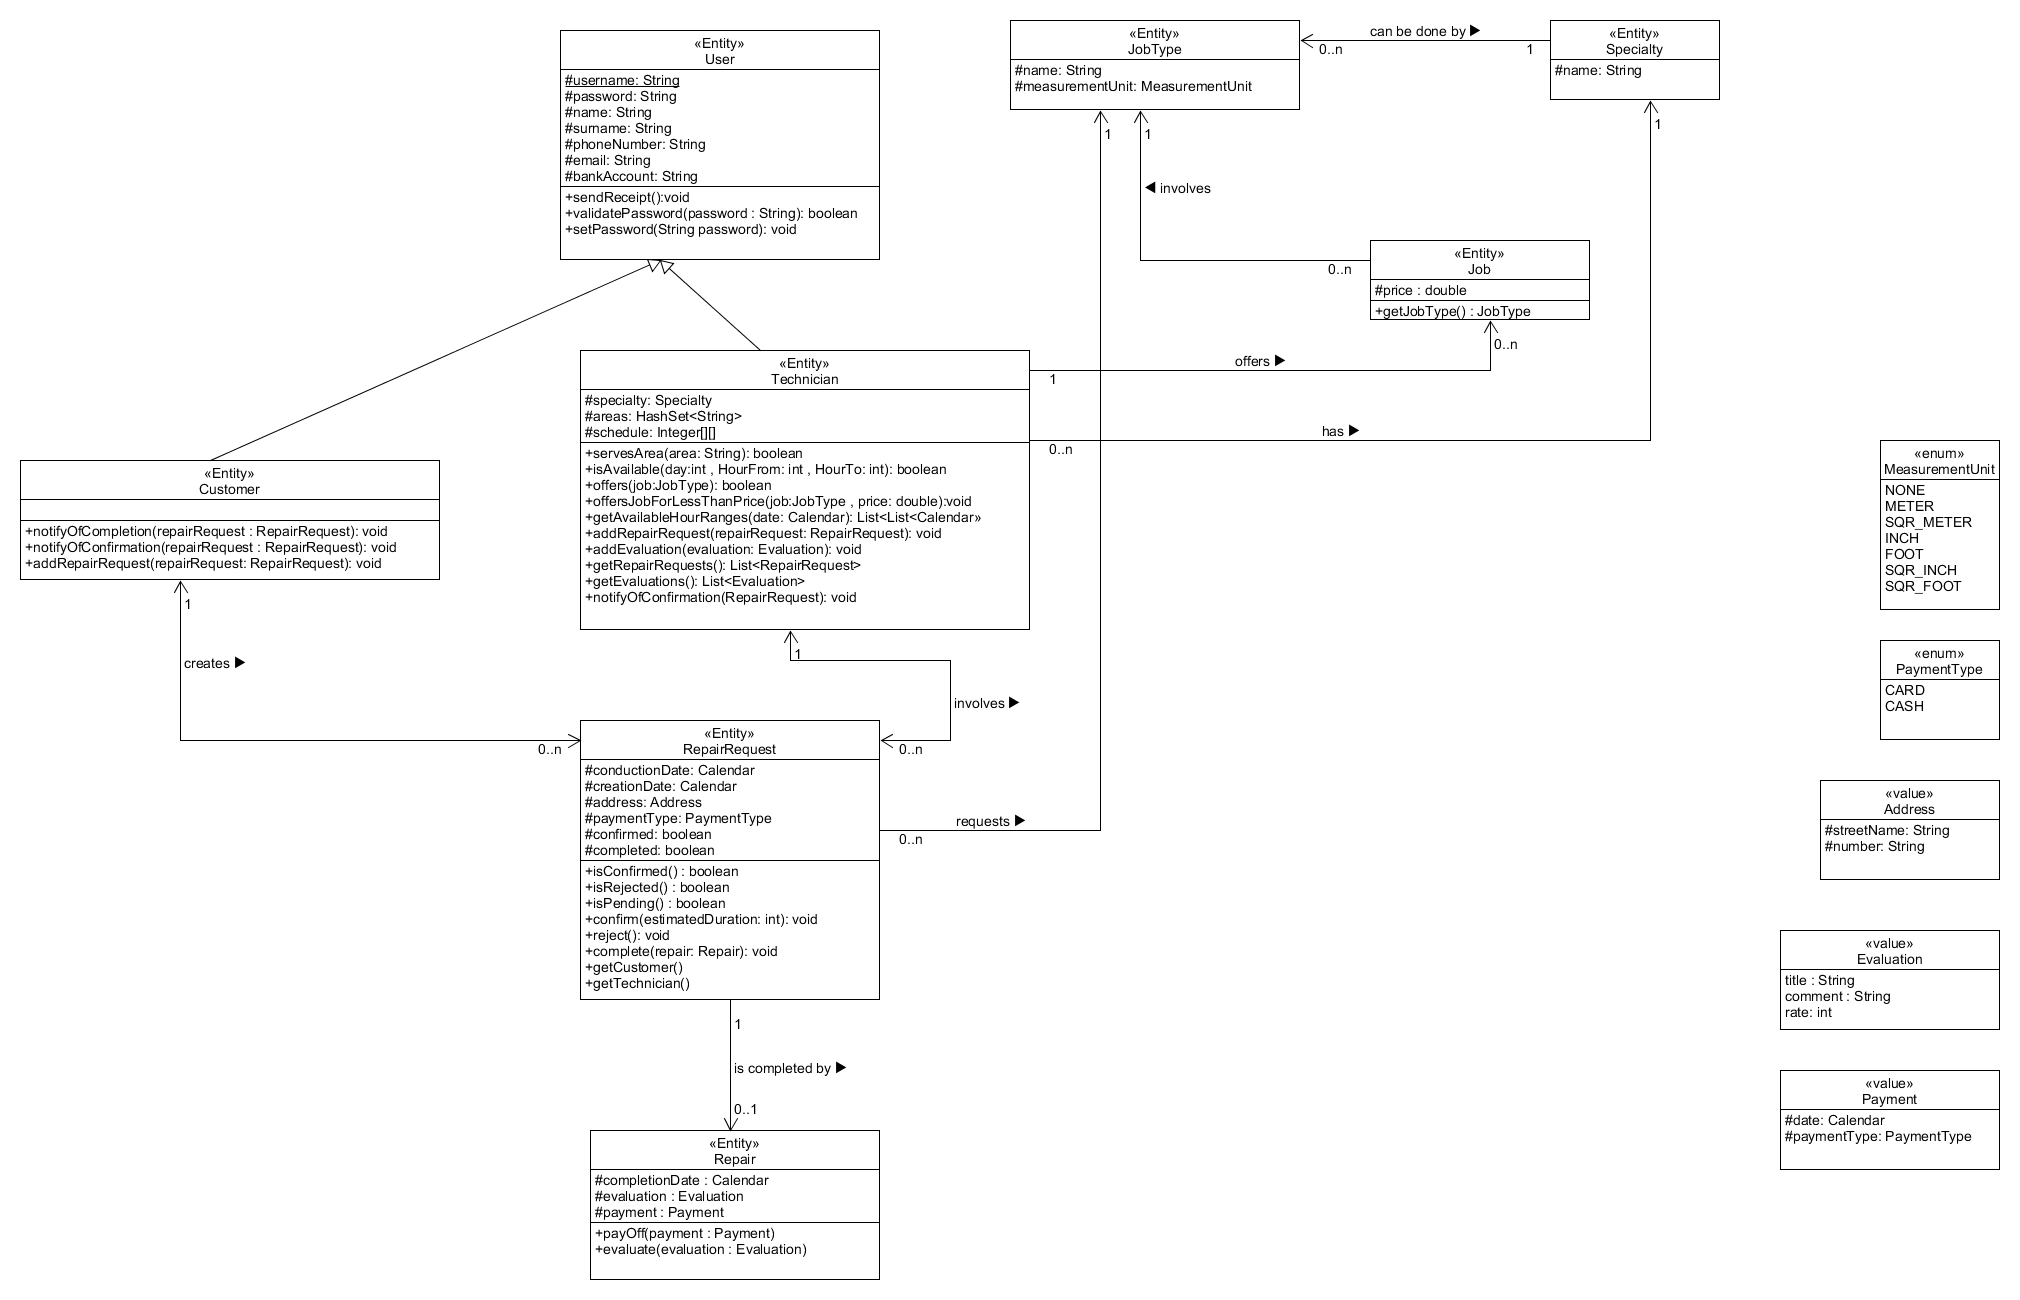 «Entity»
User
#username: String
#password: String
#name: String
#surname: String
#phoneNumber: String
#email: String
#bankAccount: String
+sendReceipt():void
+validatePassword(password : String): boolean
+setPassword(String password): void
«Entity»
JobType
#name: String
#measurementUnit: MeasurementUnit
can be done by ▶
0..n
1
«Entity»
Specialty
#name: String
1
1
1
◀ involves
0..n
«Entity»
Job
#price : double
+getJobType() : JobType
0..n
offers ▶
1
has ▶
0..n
«Entity»
Technician
#specialty: Specialty
#areas: HashSet<String>
#schedule: Integer[][]
+servesArea(area: String): boolean
+isAvailable(day:int , HourFrom: int , HourTo: int): boolean
+offers(job:JobType): boolean
+offersJobForLessThanPrice(job:JobType , price: double):void
+getAvailableHourRanges(date: Calendar): List<List<Calendar»
+addRepairRequest(repairRequest: RepairRequest): void
+addEvaluation(evaluation: Evaluation): void
+getRepairRequests(): List<RepairRequest>
+getEvaluations(): List<Evaluation>
+notifyOfConfirmation(RepairRequest): void
«Entity»
Customer
+notifyOfCompletion(repairRequest : RepairRequest): void
+notifyOfConfirmation(repairRequest : RepairRequest): void
+addRepairRequest(repairRequest: RepairRequest): void
1
creates ▶
0..n
1
involves ▶
0..n
«Entity»
RepairRequest
#conductionDate: Calendar
#creationDate: Calendar
#address: Address
#paymentType: PaymentType
#confirmed: boolean
#completed: boolean
+isConfirmed() : boolean
+isRejected() : boolean
+isPending() : boolean
+confirm(estimatedDuration: int): void
+reject(): void
+complete(repair: Repair): void
+getCustomer()
+getTechnician()
requests ▶
0..n
1
is completed by ▶
0..1
«Entity»
Repair
#completionDate : Calendar
#evaluation : Evaluation
#payment : Payment
+payOff(payment : Payment)
+evaluate(evaluation : Evaluation)
«enum»
MeasurementUnit
NONE
METER
SQR_METER
INCH
FOOT
SQR_INCH
SQR_FOOT
«enum»
PaymentType
CARD
CASH
«value»
Address
#streetName: String
#number: String
«value»
Evaluation
title : String
comment : String
rate: int
«value»
Payment
#date: Calendar
#paymentType: PaymentType